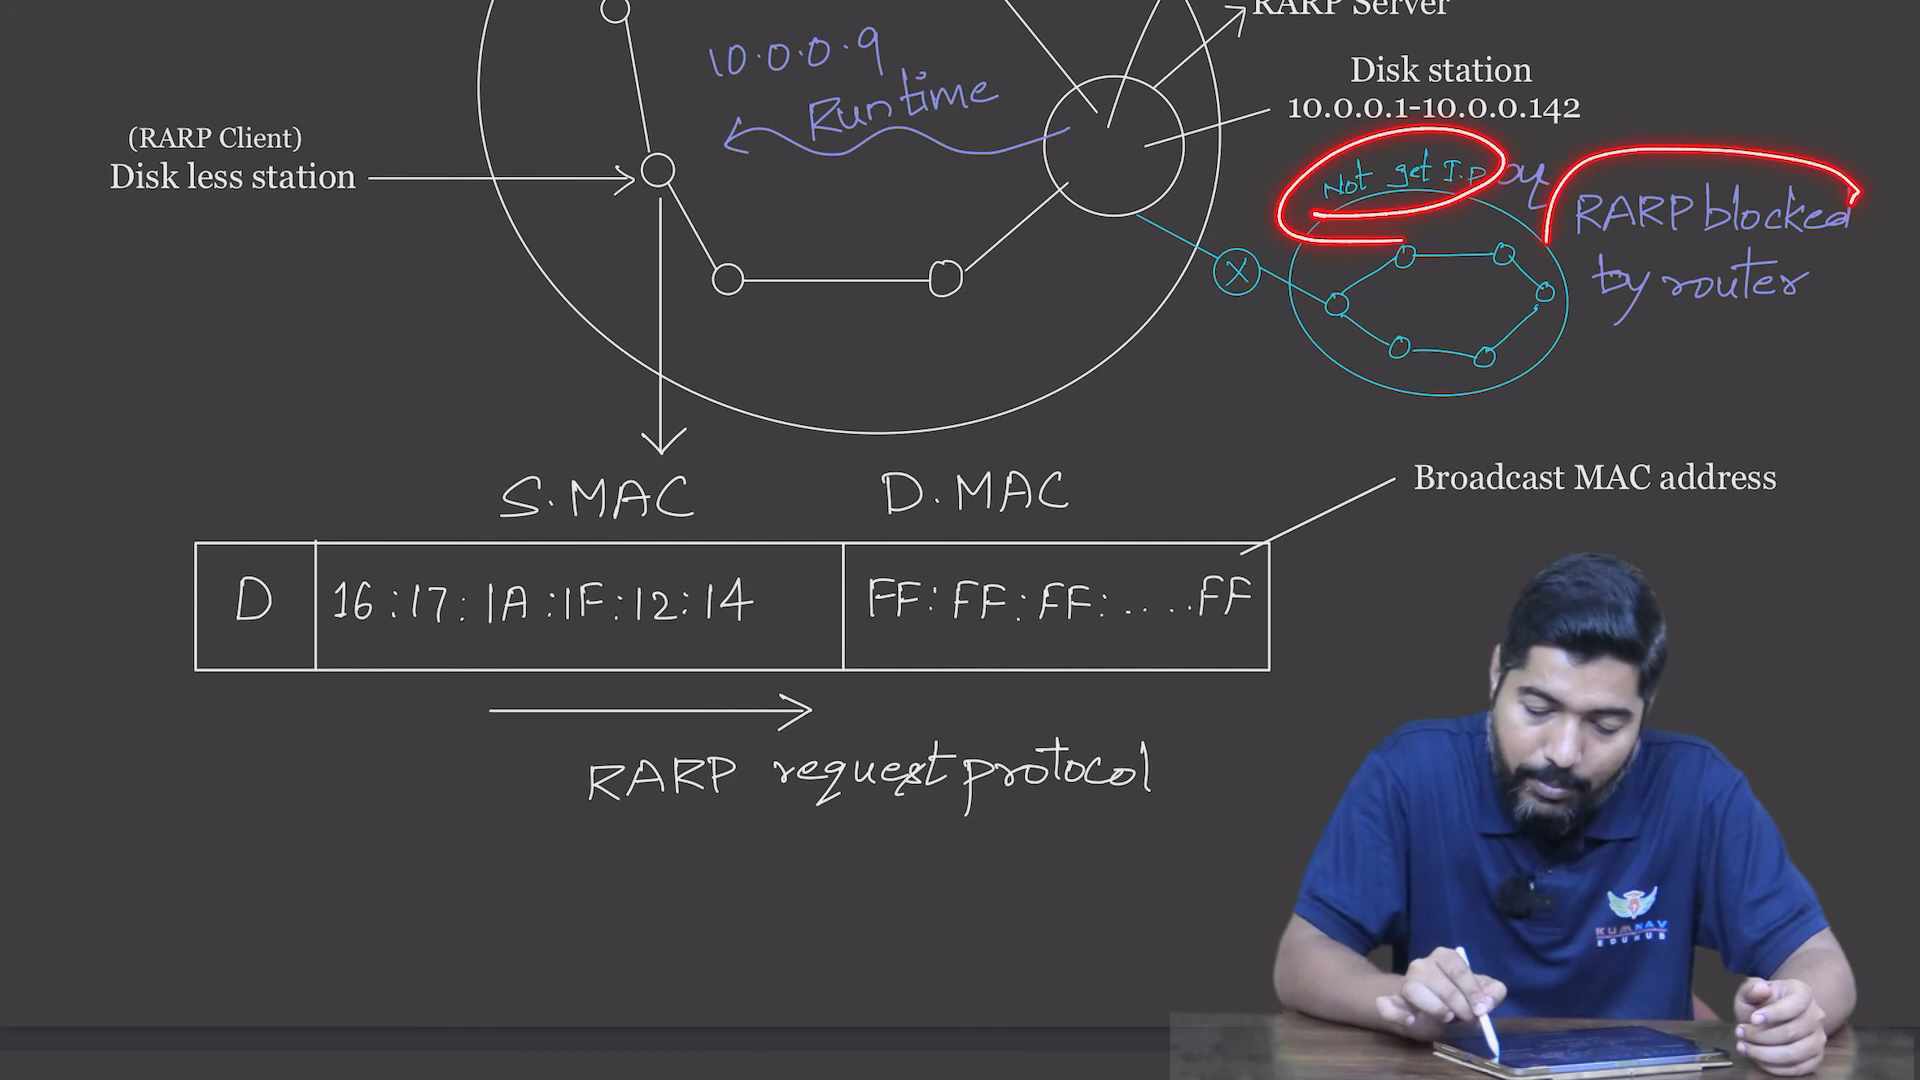 RARP Server
10.0.0.9
Runtime
Disk station
10.0.0.1-10.0.0.142
(RARP Client)
Disk less station
Not get I.P
RARP blocked
by router
X
S.MAC
D.MAC
Broadcast MAC address
D
16:17:1A:1F:12:14
FF:FF:FF:....FF
RARP request protocol
KUMNAV
EDUHUB